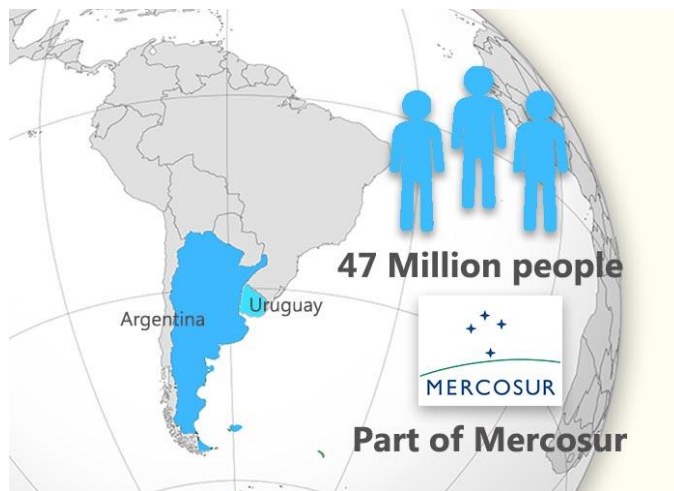 47 Million people
Uruguay
Argentina
MERCOSUR
Part of Mercosur